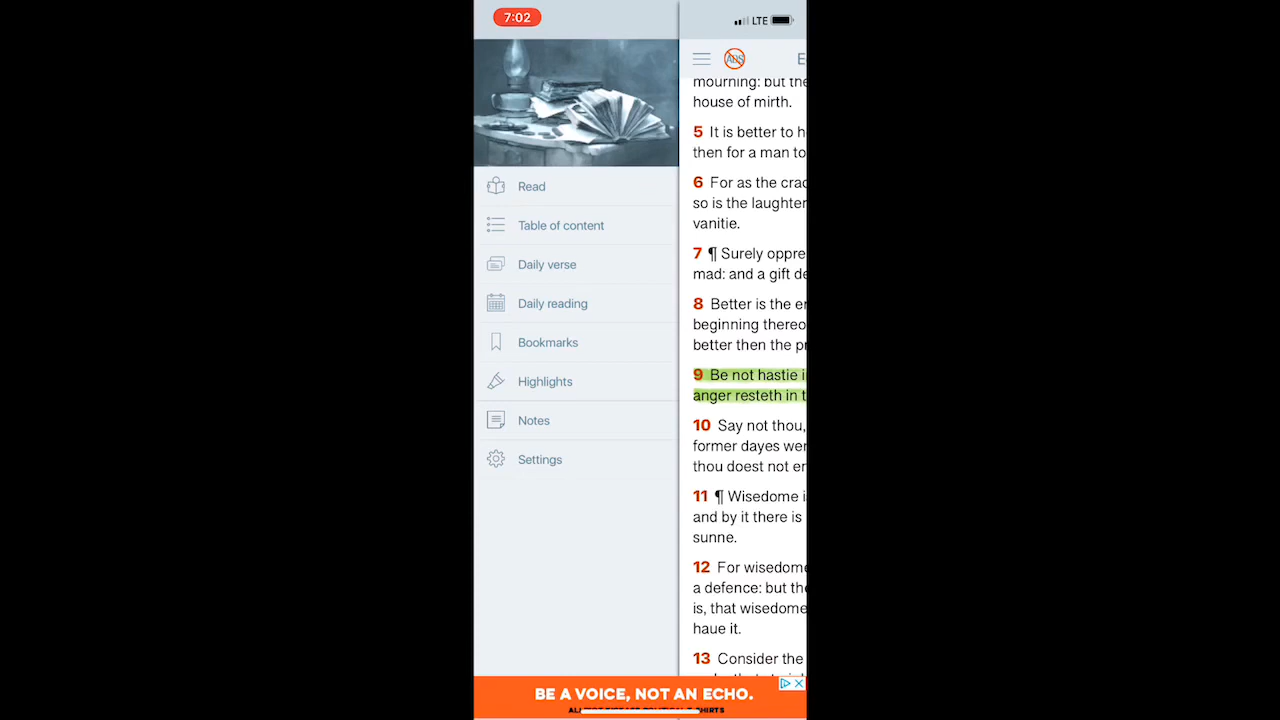 7:02
LTE
ADS
E
Read
Table of content
Daily verse
Daily reading
Bookmarks
Highlights
Notes
Settings
mourning: but the
house of mirth.
5 It is better to h
then for a man to
6 For as the crac
so is the laughter
vanitie.
7 ¶ Surely oppre
mad: and a gift de
8 Better is the en
beginning thereo
better then the pr
9 Be not hastie i
anger resteth in t
10 Say not thou,
former dayes wer
thou doest not en
11 ¶ Wisedome i
and by it there is
sunne.
12 For wisedome
a defence: but the
is, that wisedome
haue it.
13 Consider the
BE A VOICE, NOT AN ECHO.